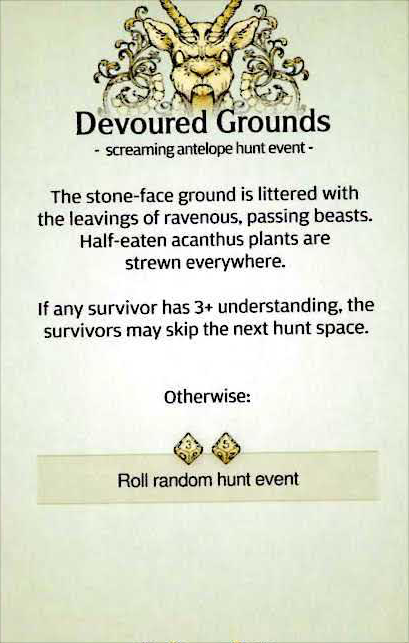 Devoured Grounds
- screaming antelope hunt event -
The stone-face ground is littered with
the leavings of ravenous, passing beasts.
Half-eaten acanthus plants are
strewn everywhere.
If any survivor has 3+ understanding, the
survivors may skip the next hunt space.
Otherwise:
Roll random hunt event